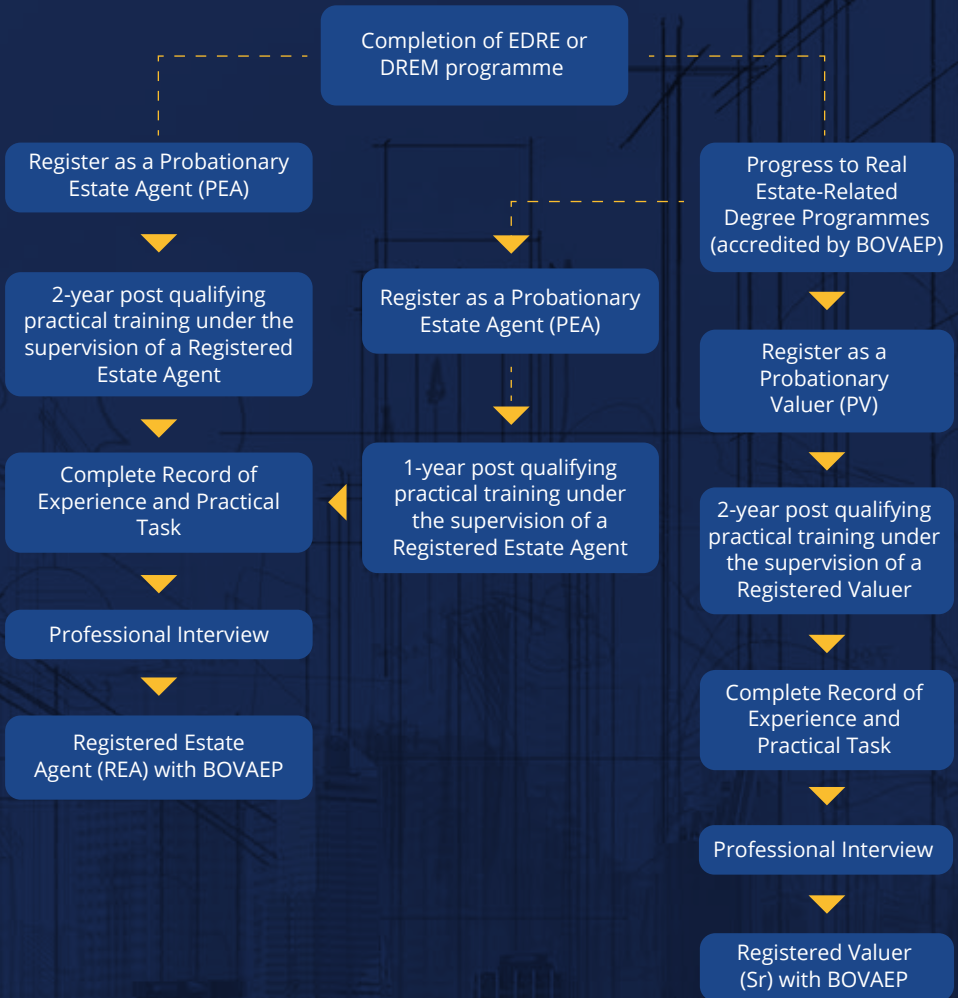 Completion of EDRE or
DREM programme
Register as a Probationary
Estate Agent (PEA)
2-year post qualifying
practical training under the
supervision of a Registered
Estate Agent
Complete Record of
Experience and Practical
Task
Professional Interview
Registered Estate
Agent (REA) with BOVAEP
Register as a Probationary
Estate Agent (PEA)
1-year post qualifying
practical training under
the supervision of a
Registered Estate Agent
Progress to Real
Estate-Related
Degree Programmes
(accredited by BOVAEP)
Register as a
Probationary
Valuer (PV)
2-year post qualifying
practical training under
the supervision of a
Registered Valuer
Complete Record of
Experience and
Practical Task
Professional Interview
Registered Valuer
(Sr) with BOVAEP